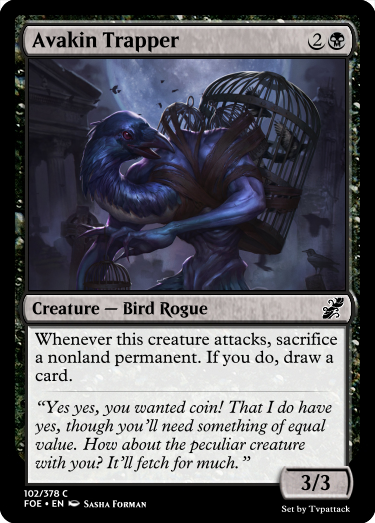 Avakin Trapper 2
Creature — Bird Rogue
Whenever this creature attacks, sacrifice
a nonland permanent. If you do, draw a
card.
“Yes yes, you wanted coin! That I do have
yes, though you’ll need something of equal
value. How about the peculiar creature
with you? It’ll fetch for much.”
3/3
102/378 C
FOE • EN Sasha Forman
Set by Tvpattack